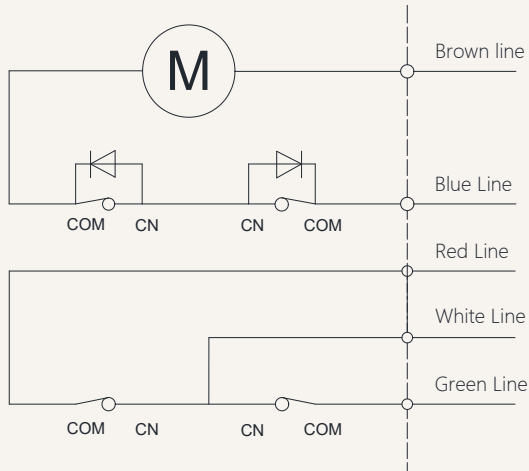 M
Brown line
Blue Line
COM CN CN COM
Red Line
White Line
Green Line
COM CN CN COM